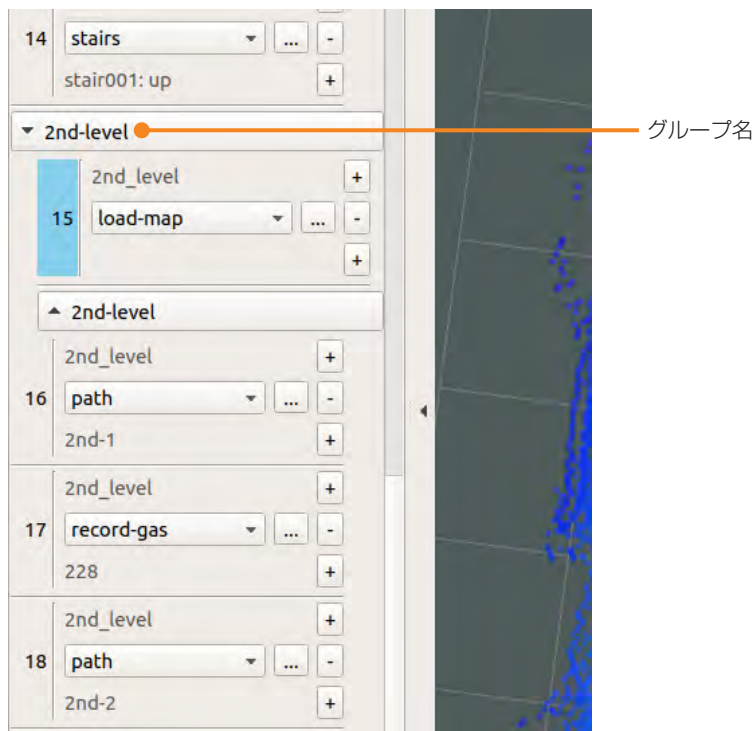 14 stairs ... -
stair001: up +
2nd-level グループ名
2nd_level +
15 load-map ... -
+
2nd-level
2nd_level +
16 path ... -
2nd-1 +
2nd_level +
17 record-gas ... -
228 +
2nd_level +
18 path ... -
2nd-2 +